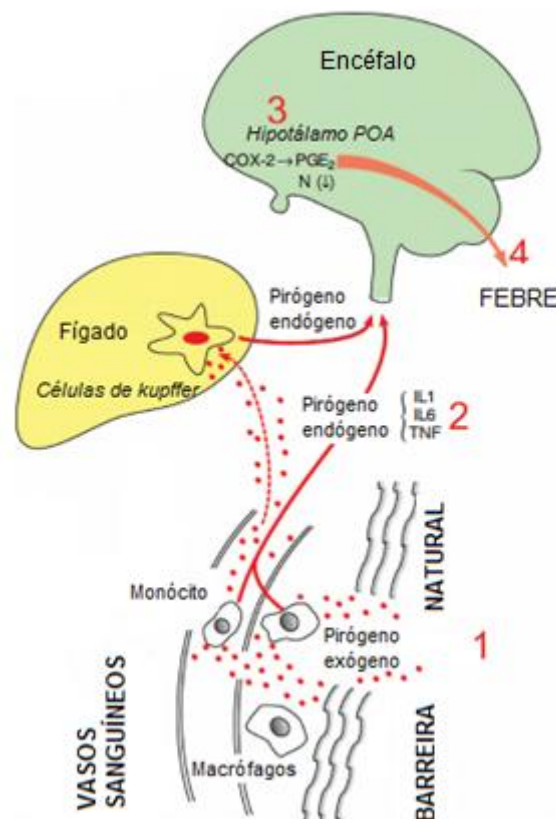 Encéfalo
3
Hipotálamo POA
COX-2→PGE₂
N (↓)
4
FEBRE
Pirógeno
endógeno
Fígado
Células de kupffer
Pirógeno
endógeno
IL1
IL6
TNF
2
NATURAL
Monócito
Pirógeno
exógeno
1
VASOS
SANGUÍNEOS
Macrófagos
BARREIRA